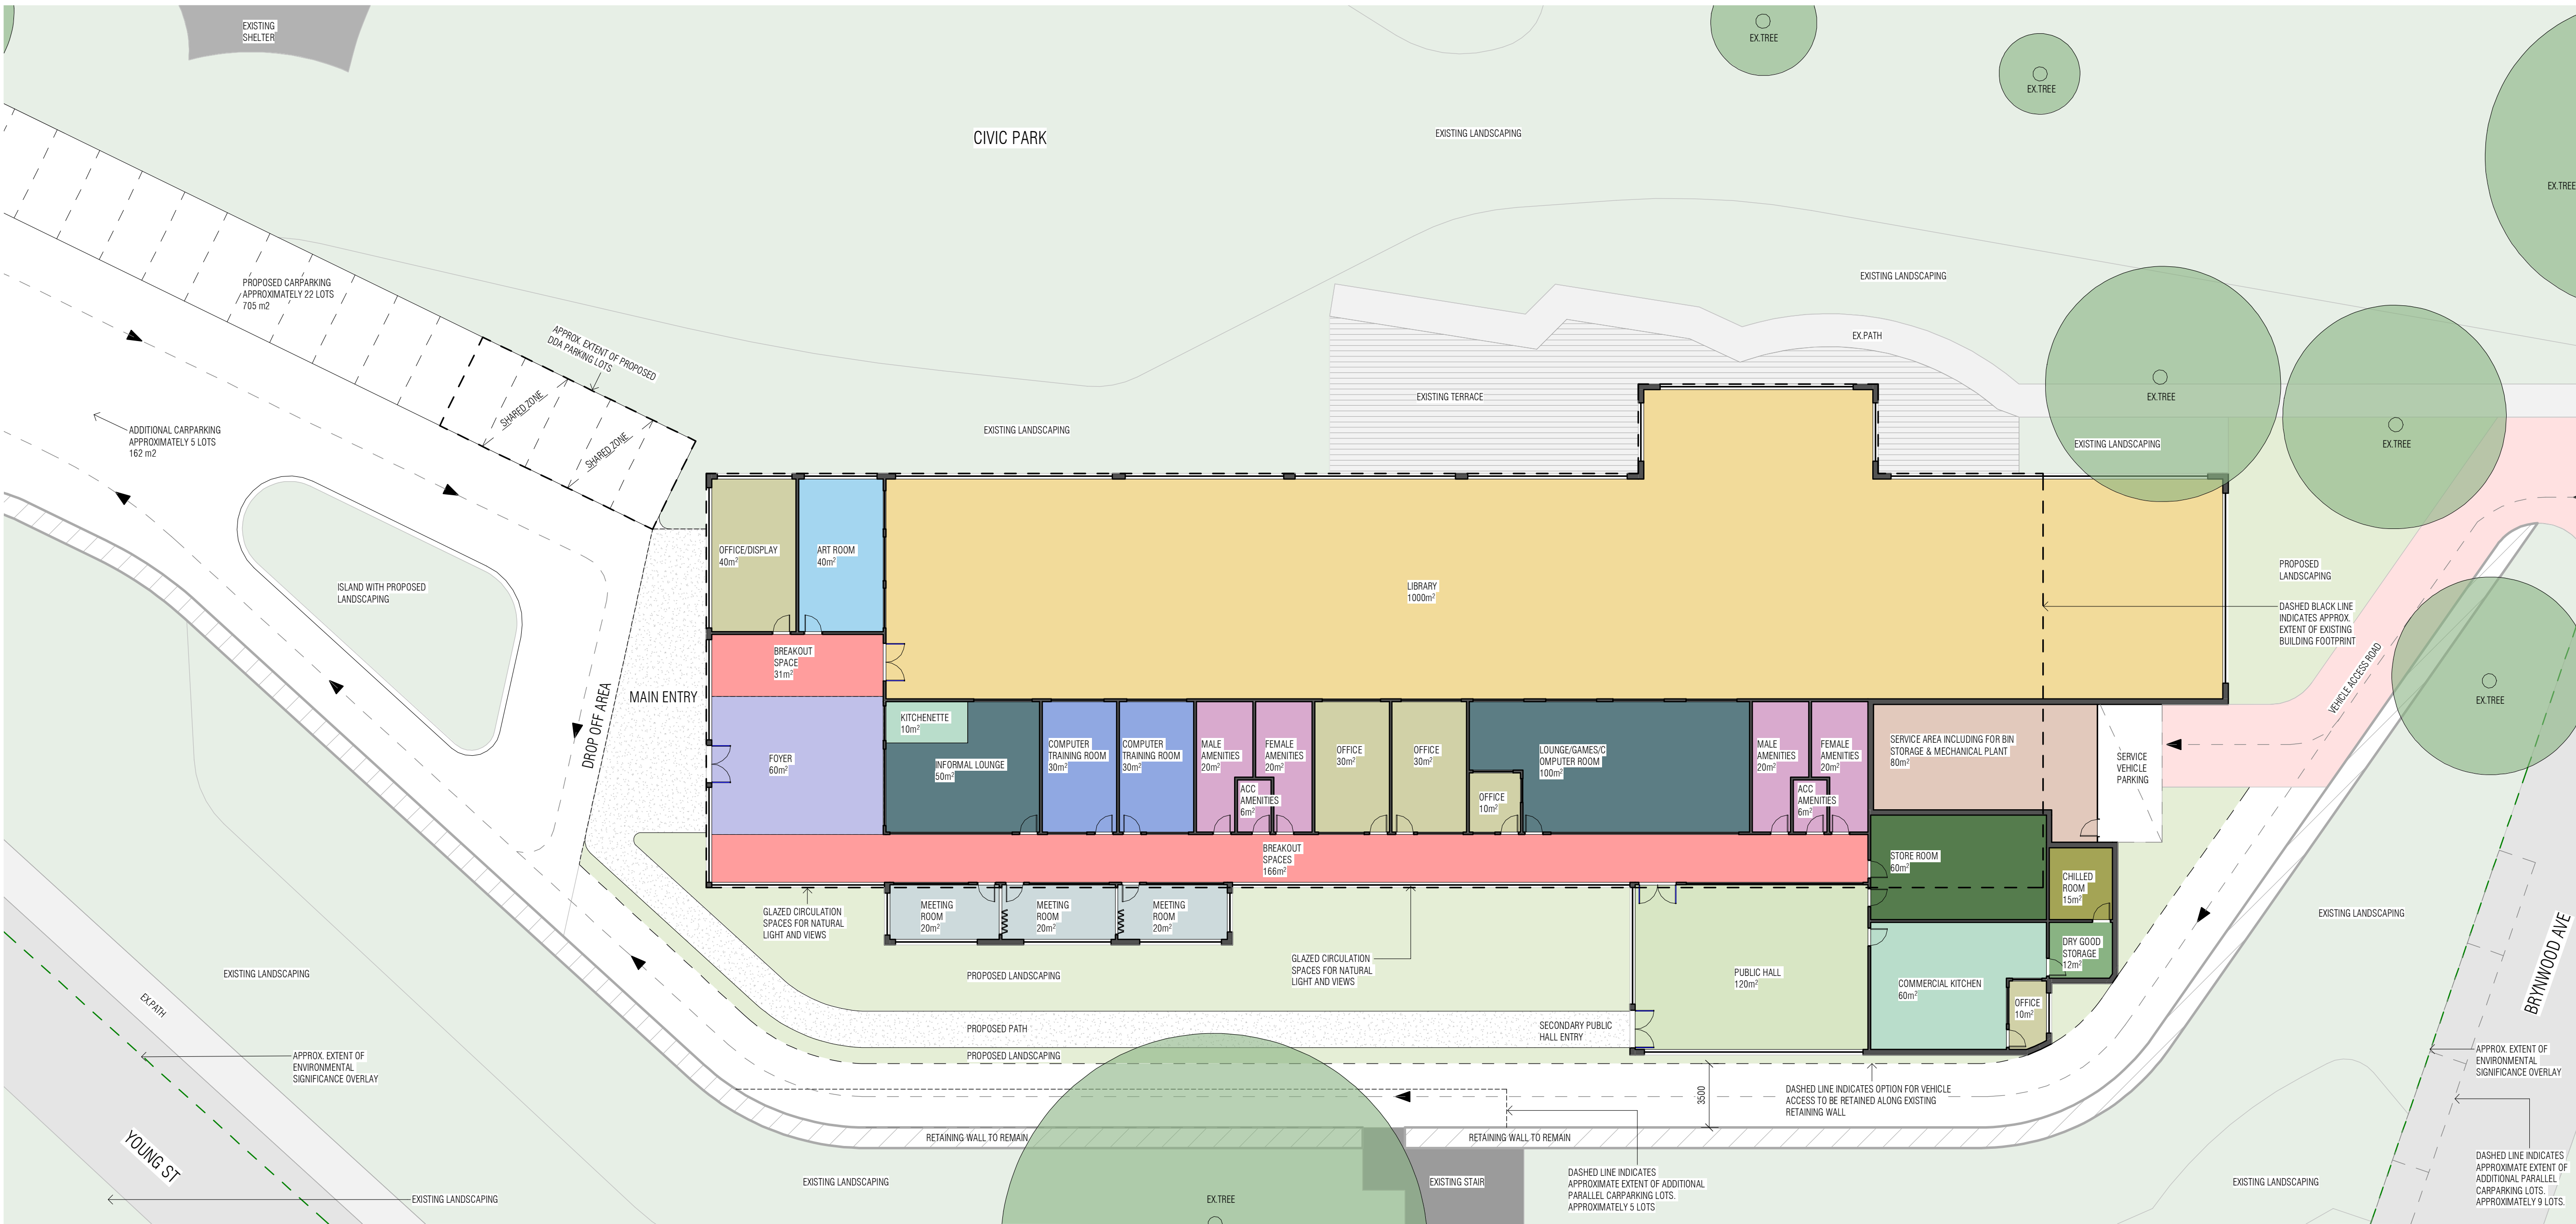 EXISTING
SHELTER
EX.TREE
EX.TREE
CIVIC PARK
EXISTING LANDSCAPING
EX.TREE
EXISTING LANDSCAPING
PROPOSED CARPARKING
APPROXIMATELY 22 LOTS
705 m2
APPROX. EXTENT OF PROPOSED
DDA PARKING LOTS
EX.PATH
SHARED ZONE
SHARED ZONE
EXISTING TERRACE
EX.TREE
ADDITIONAL CARPARKING
APPROXIMATELY 5 LOTS
162 m2
EXISTING LANDSCAPING
EXISTING LANDSCAPING
EX.TREE
OFFICE/DISPLAY
40m²
ART ROOM
40m²
LIBRARY
1000m²
ISLAND WITH PROPOSED
LANDSCAPING
PROPOSED
LANDSCAPING
DASHED BLACK LINE
INDICATES APPROX.
EXTENT OF EXISTING
BUILDING FOOTPRINT
VEHICLE ACCESS ROAD
EX.TREE
BREAKOUT
SPACE
31m²
MAIN ENTRY
DROP OFF AREA
FOYER
60m²
KITCHENETTE
10m²
INFORMAL LOUNGE
50m²
COMPUTER
TRAINING ROOM
30m²
COMPUTER
TRAINING ROOM
30m²
MALE
AMENITIES
20m²
FEMALE
AMENITIES
20m²
ACC
AMENITIES
6m²
OFFICE
30m²
OFFICE
30m²
LOUNGE/GAMES/C
OMPUTER ROOM
100m²
OFFICE
10m²
MALE
AMENITIES
20m²
FEMALE
AMENITIES
20m²
ACC
AMENITIES
6m²
SERVICE AREA INCLUDING FOR BIN
STORAGE & MECHANICAL PLANT
80m²
SERVICE
VEHICLE
PARKING
BREAKOUT
SPACES
166m²
STORE ROOM
60m²
CHILLED
ROOM
15m²
GLAZED CIRCULATION
SPACES FOR NATURAL
LIGHT AND VIEWS
MEETING
ROOM
20m²
MEETING
ROOM
20m²
MEETING
ROOM
20m²
EXISTING LANDSCAPING
GLAZED CIRCULATION
SPACES FOR NATURAL
LIGHT AND VIEWS
PUBLIC HALL
120m²
DRY GOOD
STORAGE
12m²
COMMERCIAL KITCHEN
60m²
OFFICE
10m²
BRYNWOOD AVE
EXISTING LANDSCAPING
PROPOSED LANDSCAPING
EX.PATH
PROPOSED PATH
SECONDARY PUBLIC
HALL ENTRY
PROPOSED LANDSCAPING
APPROX. EXTENT OF
ENVIRONMENTAL
SIGNIFICANCE OVERLAY
APPROX. EXTENT OF
ENVIRONMENTAL
SIGNIFICANCE OVERLAY
3500
DASHED LINE INDICATES OPTION FOR VEHICLE
ACCESS TO BE RETAINED ALONG EXISTING
RETAINING WALL
RETAINING WALL TO REMAIN
RETAINING WALL TO REMAIN
YOUNG ST
EXISTING LANDSCAPING
EXISTING LANDSCAPING
EX.TREE
EXISTING STAIR
DASHED LINE INDICATES
APPROXIMATE EXTENT OF ADDITIONAL
PARALLEL CARPARKING LOTS.
APPROXIMATELY 5 LOTS
EXISTING LANDSCAPING
DASHED LINE INDICATES
APPROXIMATE EXTENT OF
ADDITIONAL PARALLEL
CARPARKING LOTS.
APPROXIMATELY 9 LOTS.
EX.TREE